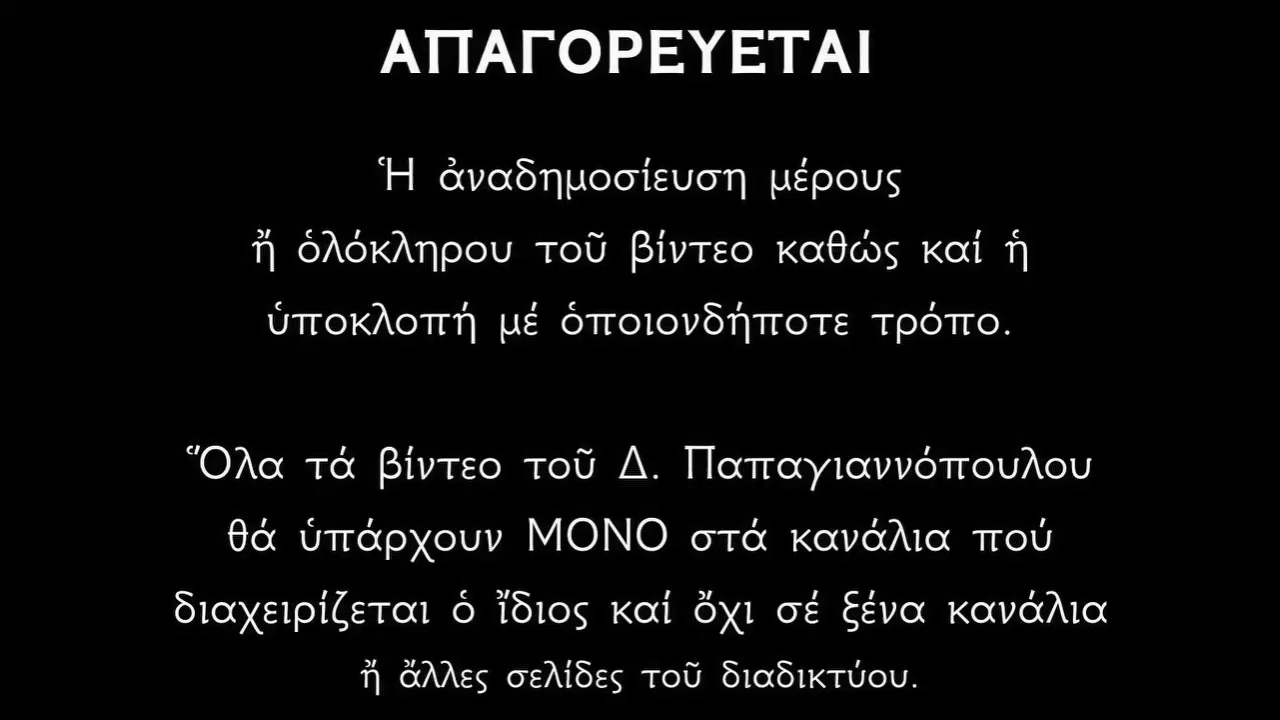 ΑΠΑΓΟΡΕΥΕΤΑΙ
Ἡ ἀναδημοσίευση μέρους
ἤ ὁλόκληρου τοῦ βίντεο καθώς καί ἡ
ὑποκλοπή μέ ὁποιονδήποτε τρόπο.
Ὅλα τά βίντεο τοῦ Δ. Παπαγιαννόπουλου
θά ὑπάρχουν ΜΟΝΟ στά κανάλια πού
διαχειρίζεται ὁ ἴδιος καί ὄχι σέ ξένα κανάλια
ἤ ἄλλες σελίδες τοῦ διαδικτύου.